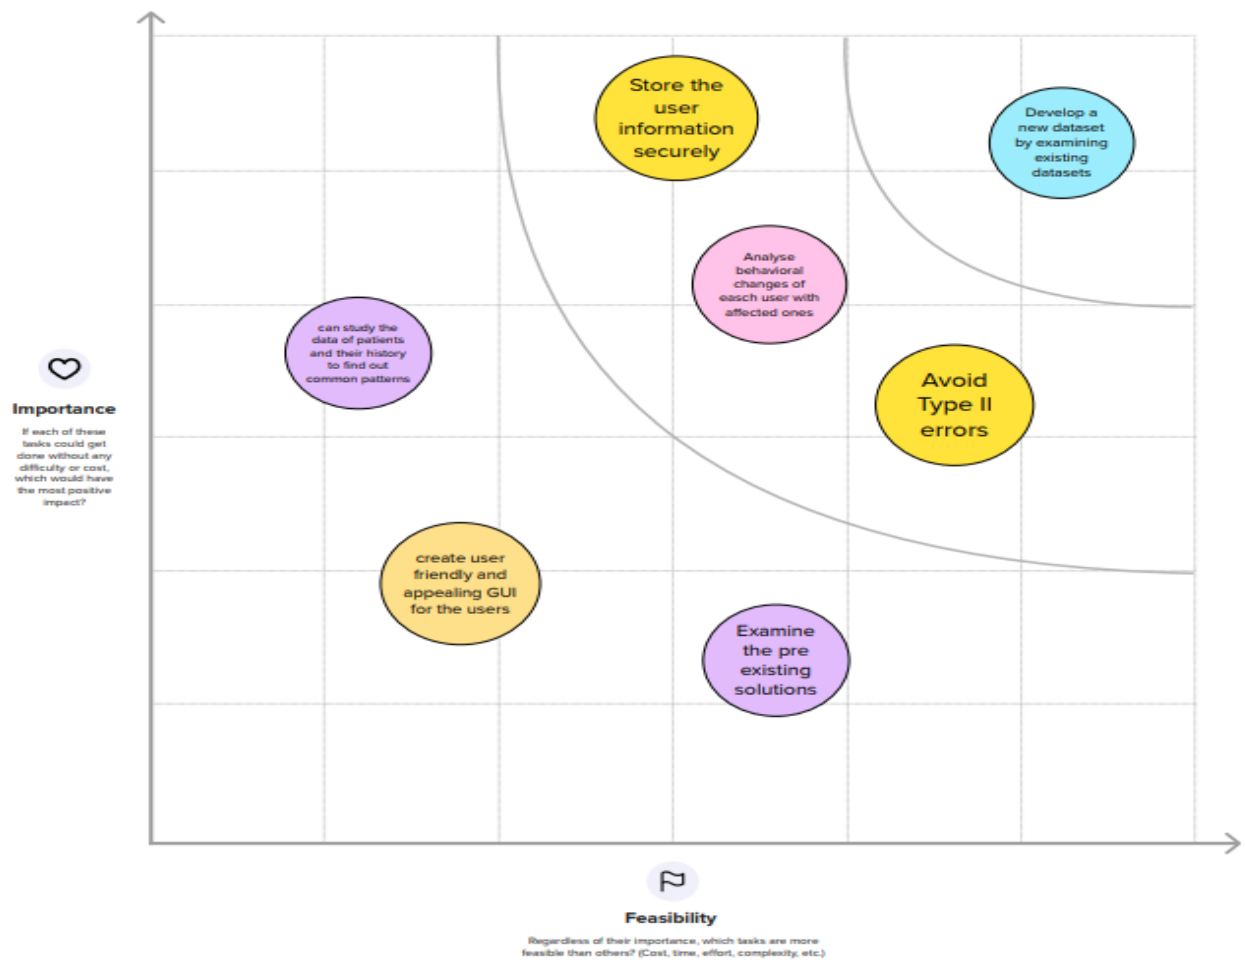 Store the
user
information
securely
Develop a
new dataset
by examining
existing
datasets
Analyse
behavioral
changes of
easch user with
affected ones
can study the
data of patients
and their history
to find out
common patterns
Avoid
Type II
errors
Importance
If each of these
tasks could get
done without any
difficulty or cost,
which would have
the most positive
impact?
create user
friendly and
appealing GUI
for the users
Examine
the pre
existing
solutions
Feasibility
Regardless of their importance, which tasks are more
feasible than others? (Cost, time, effort, complexity, etc.)